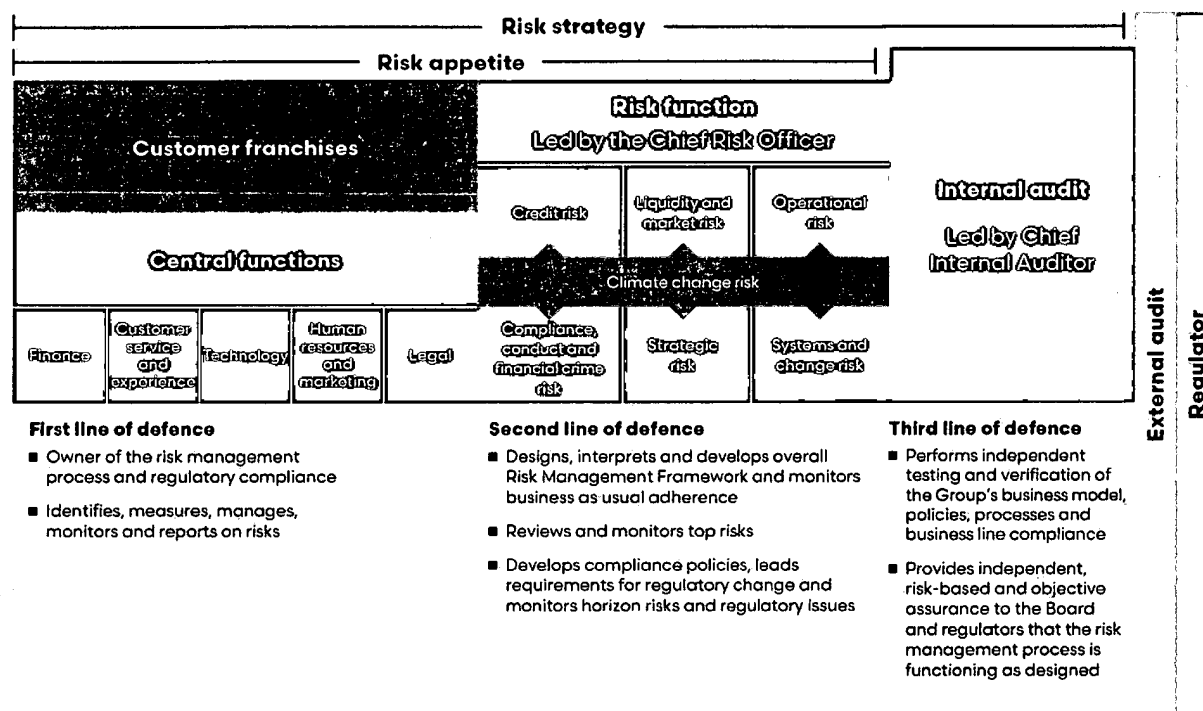 Risk strategy
Risk appetite
Customer franchises
Risk function
Led by the Chief Risk Officer
Credit risk
Liquidity and
market risk
Operational
risk
Internal audit
Led by Chief
Internal Auditor
Central functions
Climate change risk
Finance
Customer
service
and
experience
Technology
Human
resources
and
marketing
Legal
Compliance,
conduct and
financial crime
risk
Strategic
risk
Systems and
change risk
External audit
Regulator
First line of defence
■ Owner of the risk management
process and regulatory compliance
■ Identifies, measures, manages,
monitors and reports on risks
Second line of defence
■ Designs, interprets and develops overall
Risk Management Framework and monitors
business as usual adherence
■ Reviews and monitors top risks
■ Develops compliance policies, leads
requirements for regulatory change and
monitors horizon risks and regulatory issues
Third line of defence
■ Performs independent
testing and verification of
the Group's business model,
policies, processes and
business line compliance
■ Provides independent,
risk-based and objective
assurance to the Board
and regulators that the risk
management process is
functioning as designed